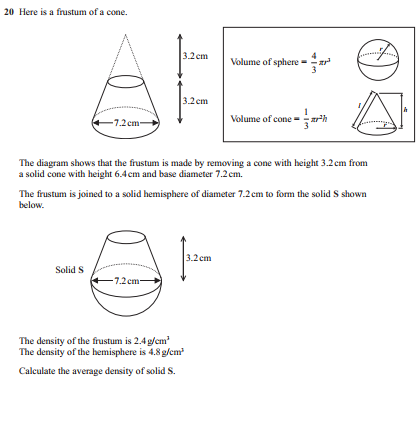 20 Here is a frustum of a cone.
3.2 cm
Volume of sphere = 4/3 πr³
r
3.2 cm
Volume of cone = 1/3 πr²h
l
h
r
7.2 cm
The diagram shows that the frustum is made by removing a cone with height 3.2 cm from
a solid cone with height 6.4 cm and base diameter 7.2 cm.
The frustum is joined to a solid hemisphere of diameter 7.2 cm to form the solid S shown
below.
3.2 cm
Solid S
7.2 cm
The density of the frustum is 2.4 g/cm³
The density of the hemisphere is 4.8 g/cm³
Calculate the average density of solid S.